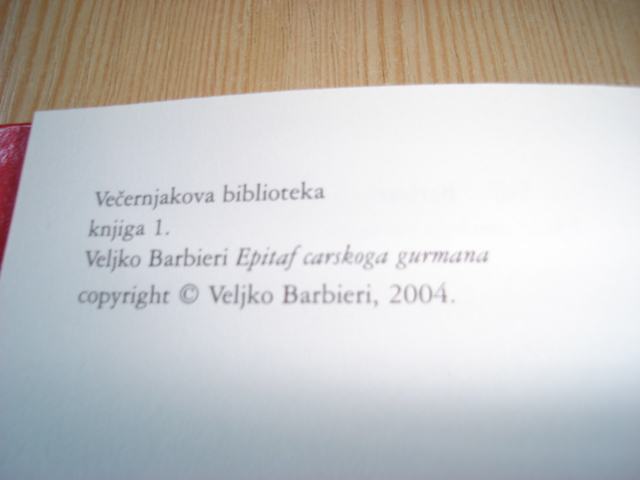 Večernjakova biblioteka
knjiga 1.
Veljko Barbieri Epitaf carskoga gurmana
copyright © Veljko Barbieri, 2004.